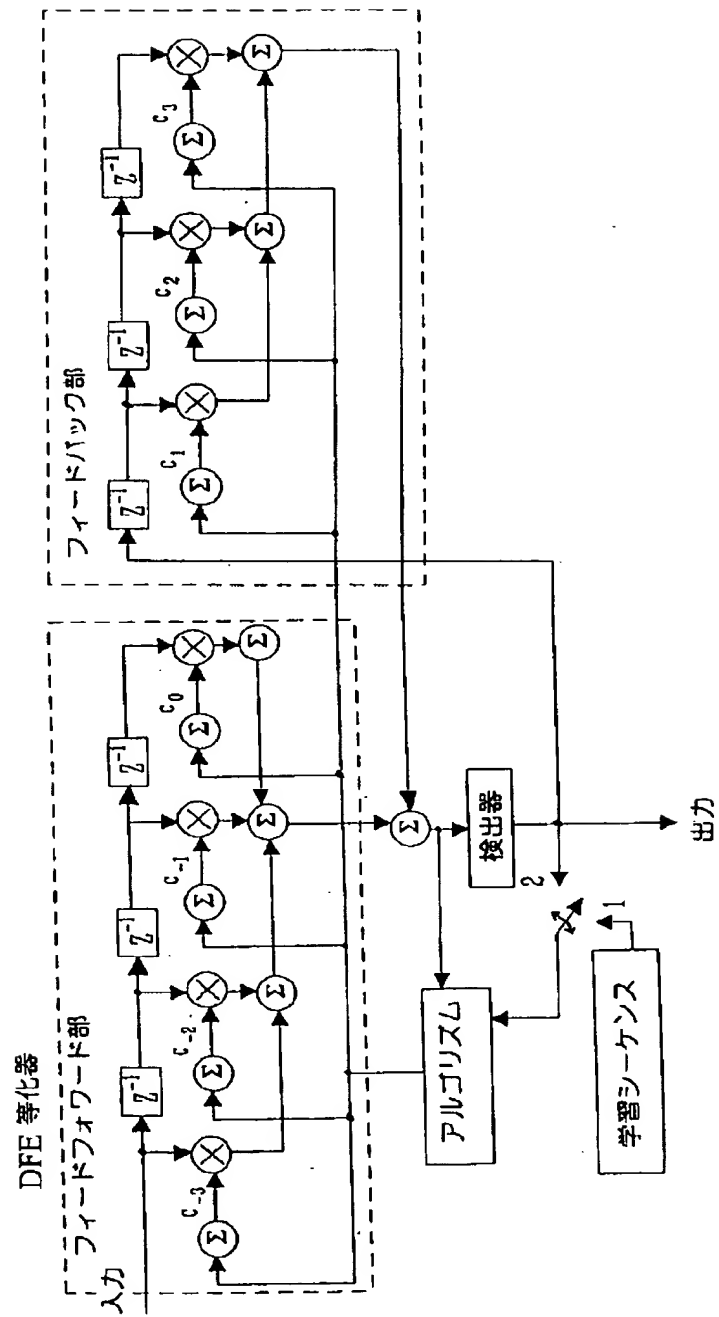 DFE 等化器
フィードフォワード部
入力
Z⁻¹
Z⁻¹
Z⁻¹
C₋₃
C₋₂
C₋₁
C₀
×
×
×
×
Σ
Σ
Σ
Σ
Σ
Σ
Σ
フィードバック部
Z⁻¹
Z⁻¹
Z⁻¹
C₁
C₂
C₃
×
×
×
Σ
Σ
Σ
Σ
Σ
Σ
アルゴリズム
検出器
2
1
学習シーケンス
出力